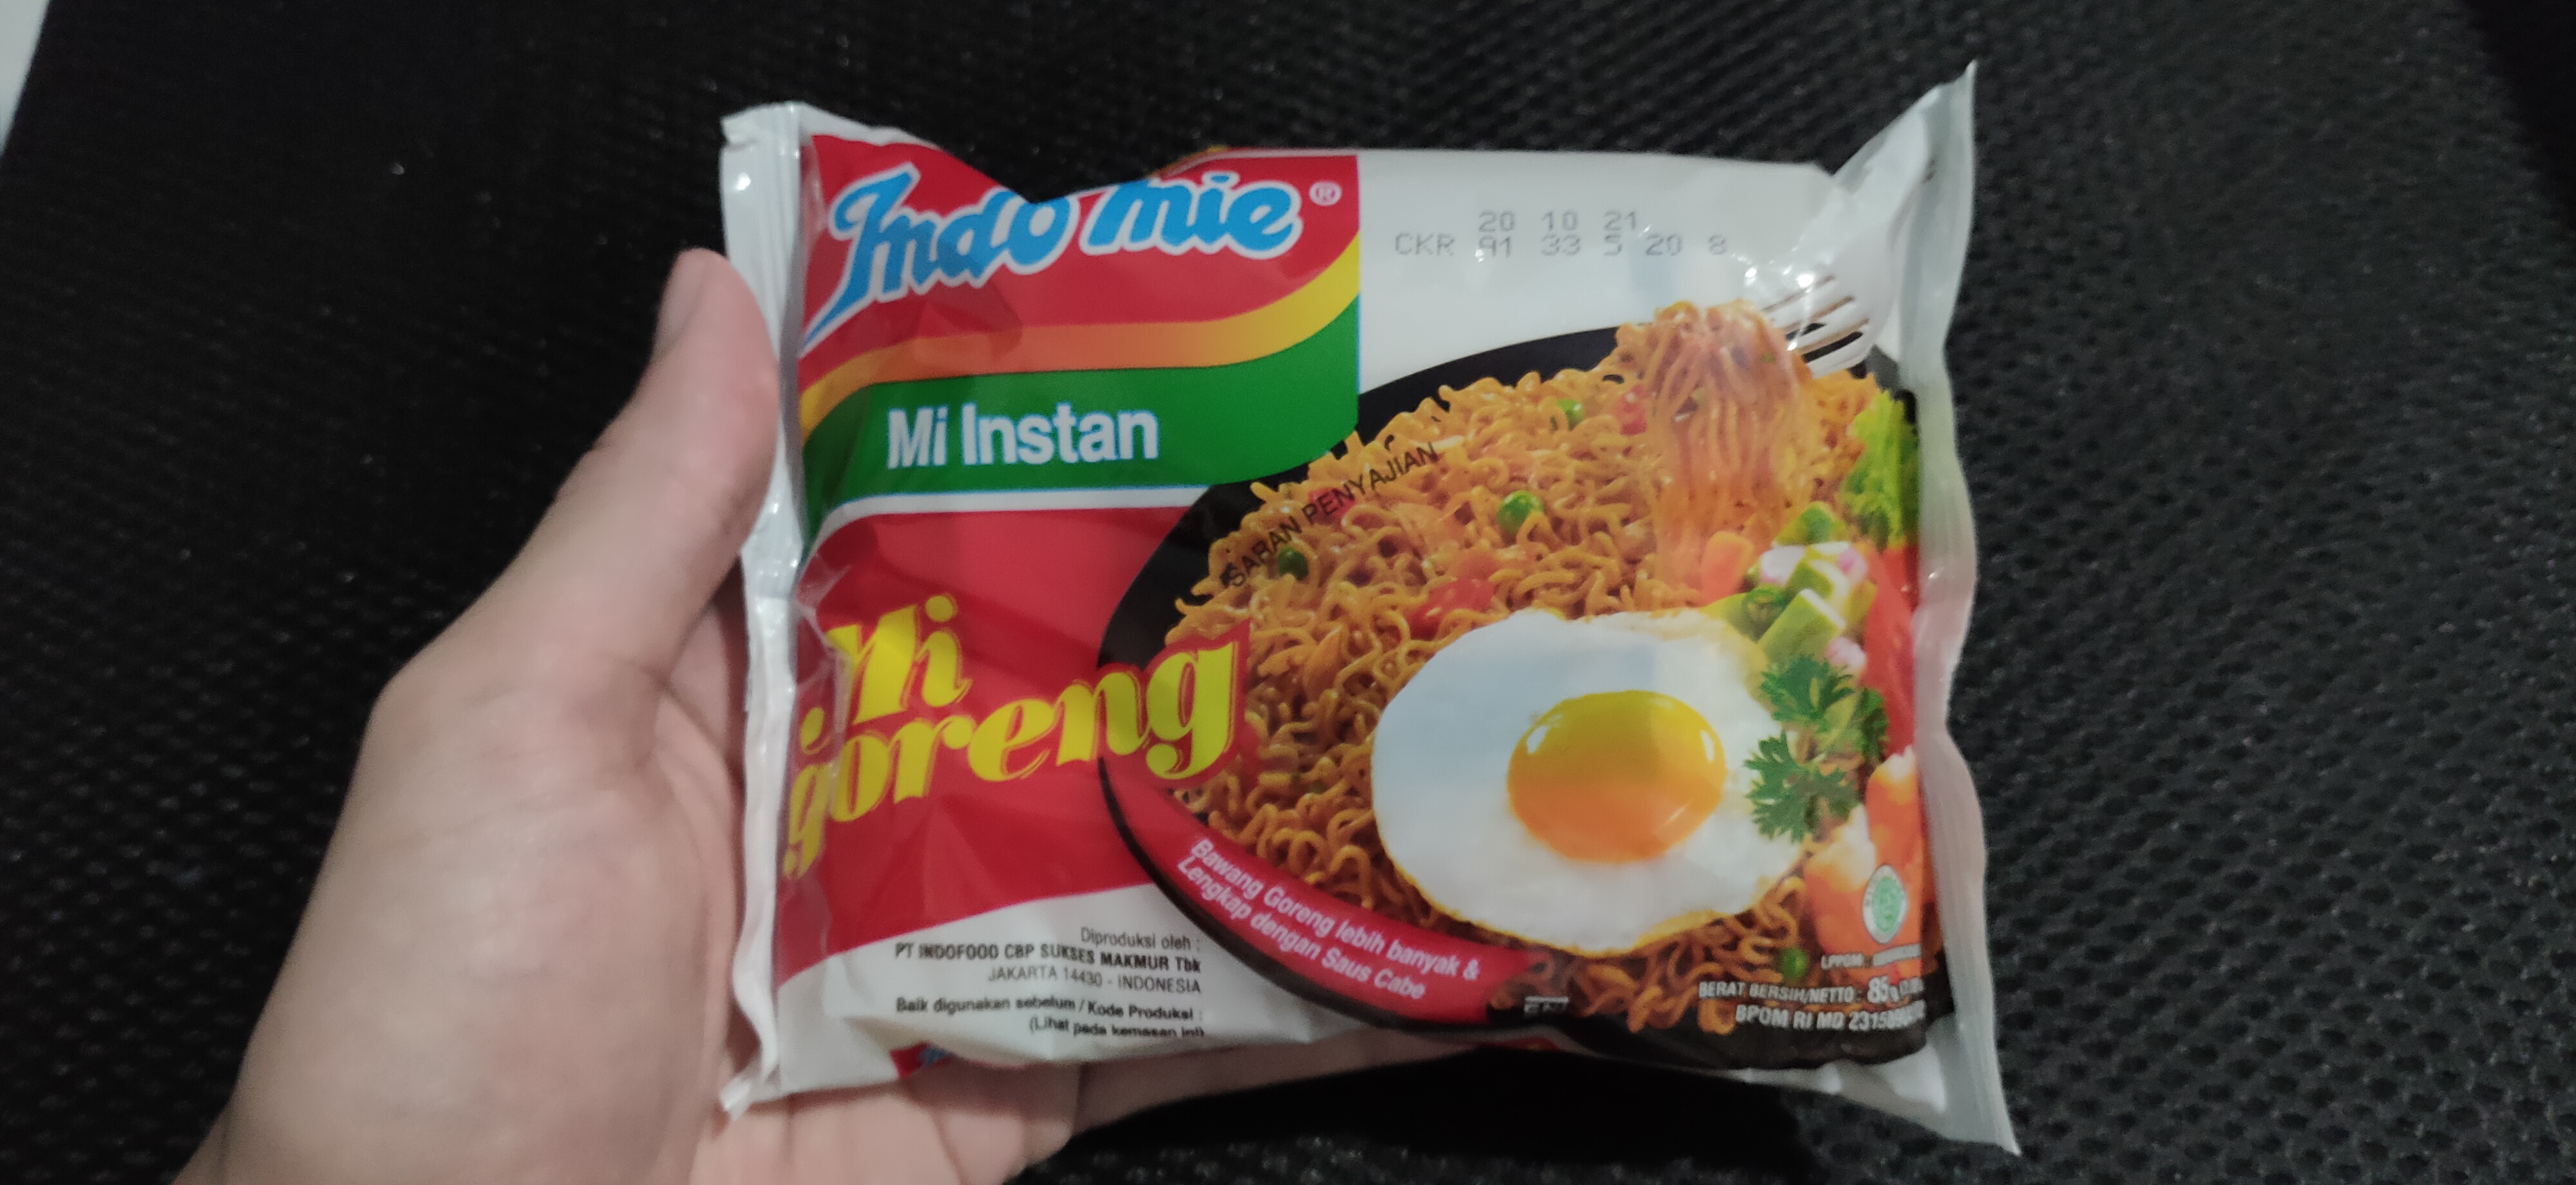 Indomie®
20 10 21
CKR 91 33 5 20 8
Mi Instan
SARAN PENYAJIAN
Mi
goreng
Bawang Goreng lebih banyak &
Lengkap dengan Saus Cabe
Diproduksi oleh :
PT INDOFOOD CBP SUKSES MAKMUR Tbk
JAKARTA 14430 - INDONESIA
Baik digunakan sebelum / Kode Produksi :
(Lihat pada kemasan ini)
LPPOM
BERAT BERSIH/NETTO : 85g
BPOM RI MD